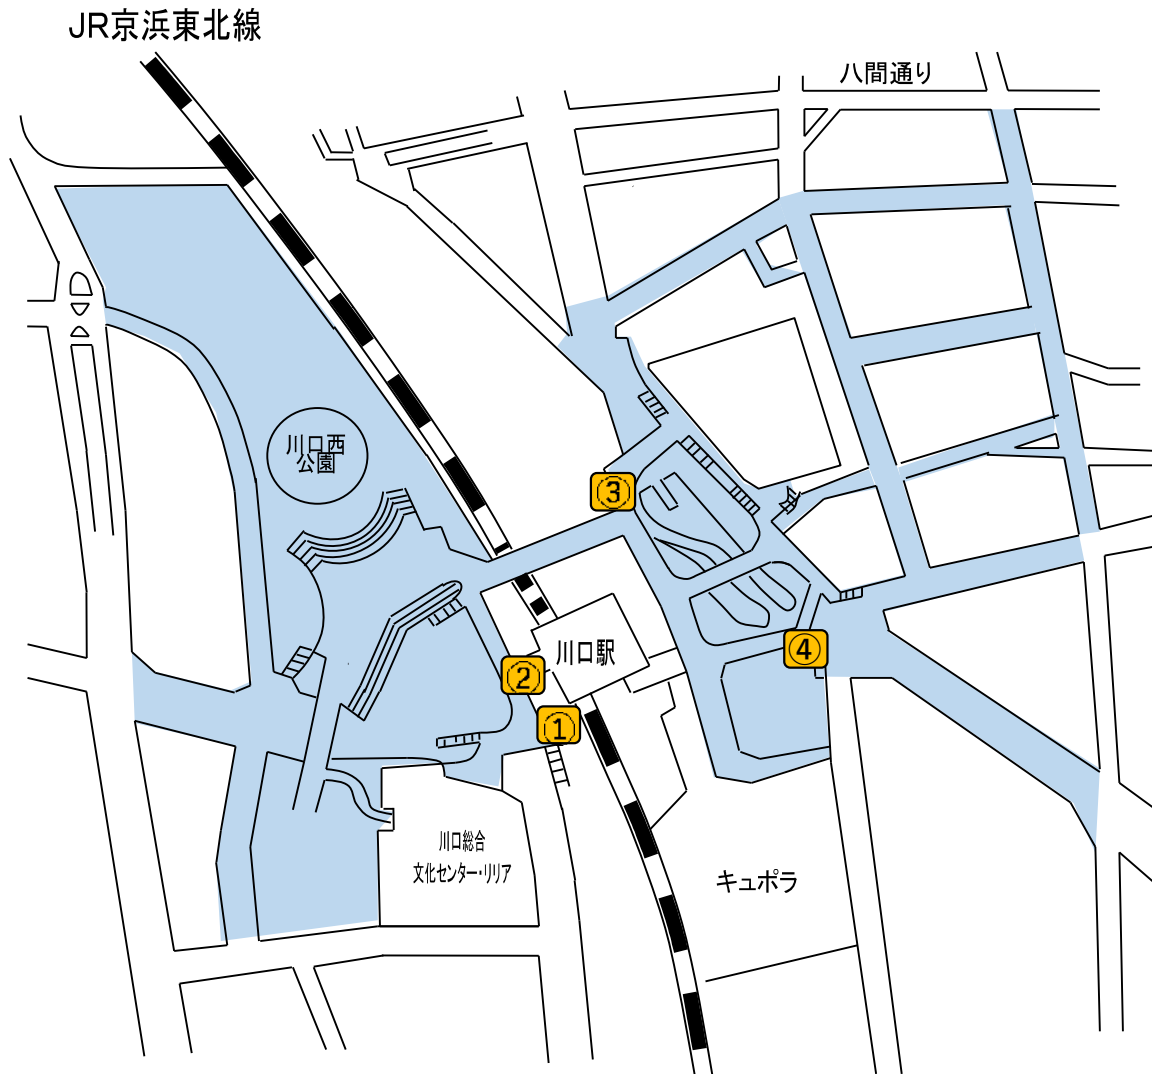 JR京浜東北線
八間通り
川口西
公園
③
川口駅
④
②
①
川口総合
文化センター・リリア
キュポラ